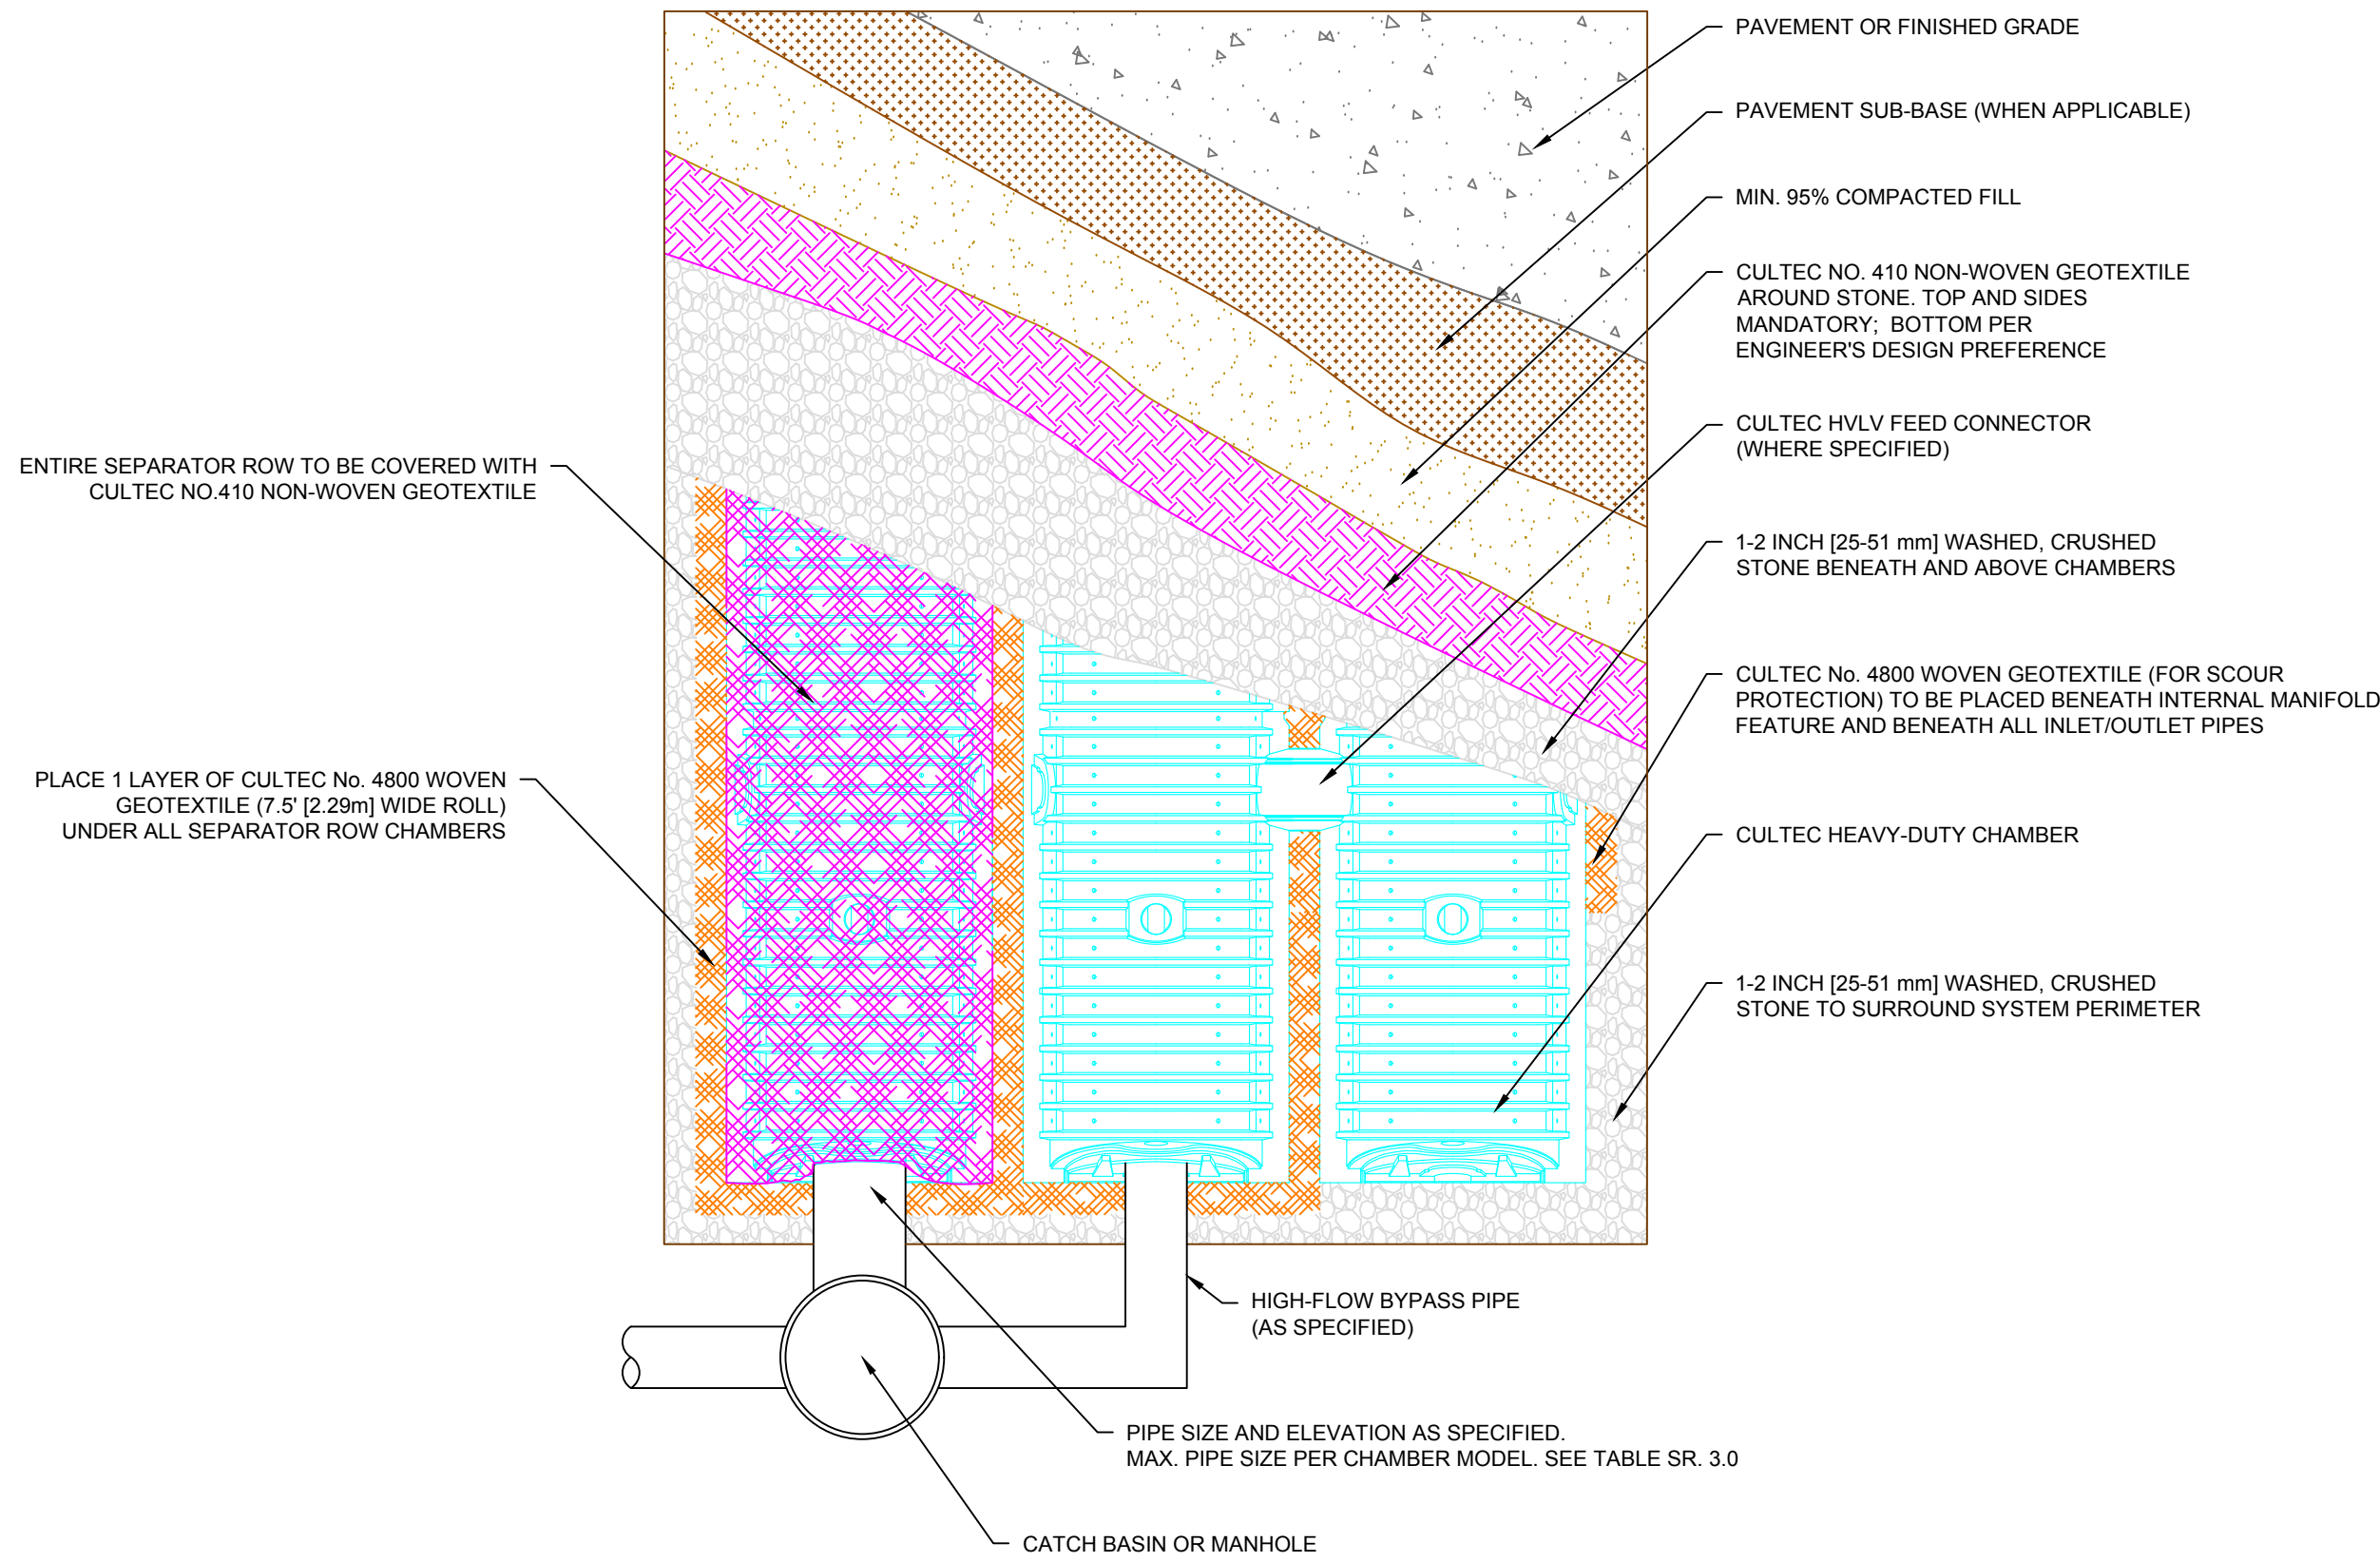 PAVEMENT OR FINISHED GRADE
PAVEMENT SUB-BASE (WHEN APPLICABLE)
MIN. 95% COMPACTED FILL
CULTEC NO. 410 NON-WOVEN GEOTEXTILE
AROUND STONE. TOP AND SIDES
MANDATORY; BOTTOM PER
ENGINEER'S DESIGN PREFERENCE
CULTEC HVLV FEED CONNECTOR
(WHERE SPECIFIED)
ENTIRE SEPARATOR ROW TO BE COVERED WITH
CULTEC NO.410 NON-WOVEN GEOTEXTILE
1-2 INCH [25-51 mm] WASHED, CRUSHED
STONE BENEATH AND ABOVE CHAMBERS
CULTEC No. 4800 WOVEN GEOTEXTILE (FOR SCOUR
PROTECTION) TO BE PLACED BENEATH INTERNAL MANIFOLD
FEATURE AND BENEATH ALL INLET/OUTLET PIPES
PLACE 1 LAYER OF CULTEC No. 4800 WOVEN
GEOTEXTILE (7.5' [2.29m] WIDE ROLL)
UNDER ALL SEPARATOR ROW CHAMBERS
CULTEC HEAVY-DUTY CHAMBER
1-2 INCH [25-51 mm] WASHED, CRUSHED
STONE TO SURROUND SYSTEM PERIMETER
HIGH-FLOW BYPASS PIPE
(AS SPECIFIED)
PIPE SIZE AND ELEVATION AS SPECIFIED.
MAX. PIPE SIZE PER CHAMBER MODEL. SEE TABLE SR. 3.0
CATCH BASIN OR MANHOLE